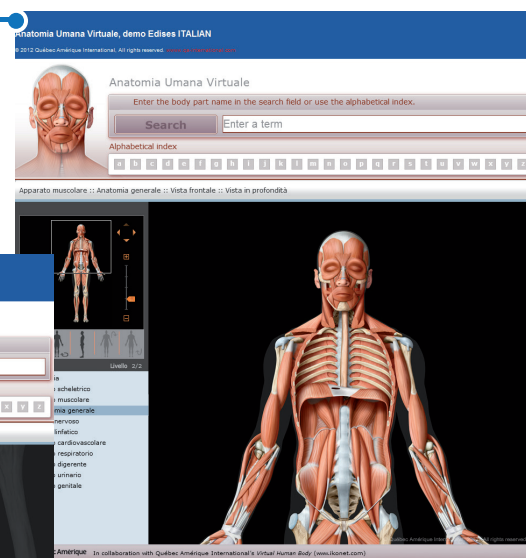 Anatomia Umana Virtuale, demo Edises ITALIAN
© 2012 Québec Amérique International, All rights reserved.
Anatomia Umana Virtuale
Enter the body part name in the search field or use the alphabetical index.
Search Enter a term
Alphabetical index
a b c d e f g h i j k l m n o p q r s t u v w x y z
Apparato muscolare :: Anatomia generale :: Vista frontale :: Vista in profondità
Livello 2/2
scheletrico
muscolare
mia generale
nervoso
linfatico
cardiovascolare
respiratorio
digerente
urinario
genitale
x y z
Amérique In collaboration with Québec Amérique International's Virtual Human Body (www.ikonet.com)